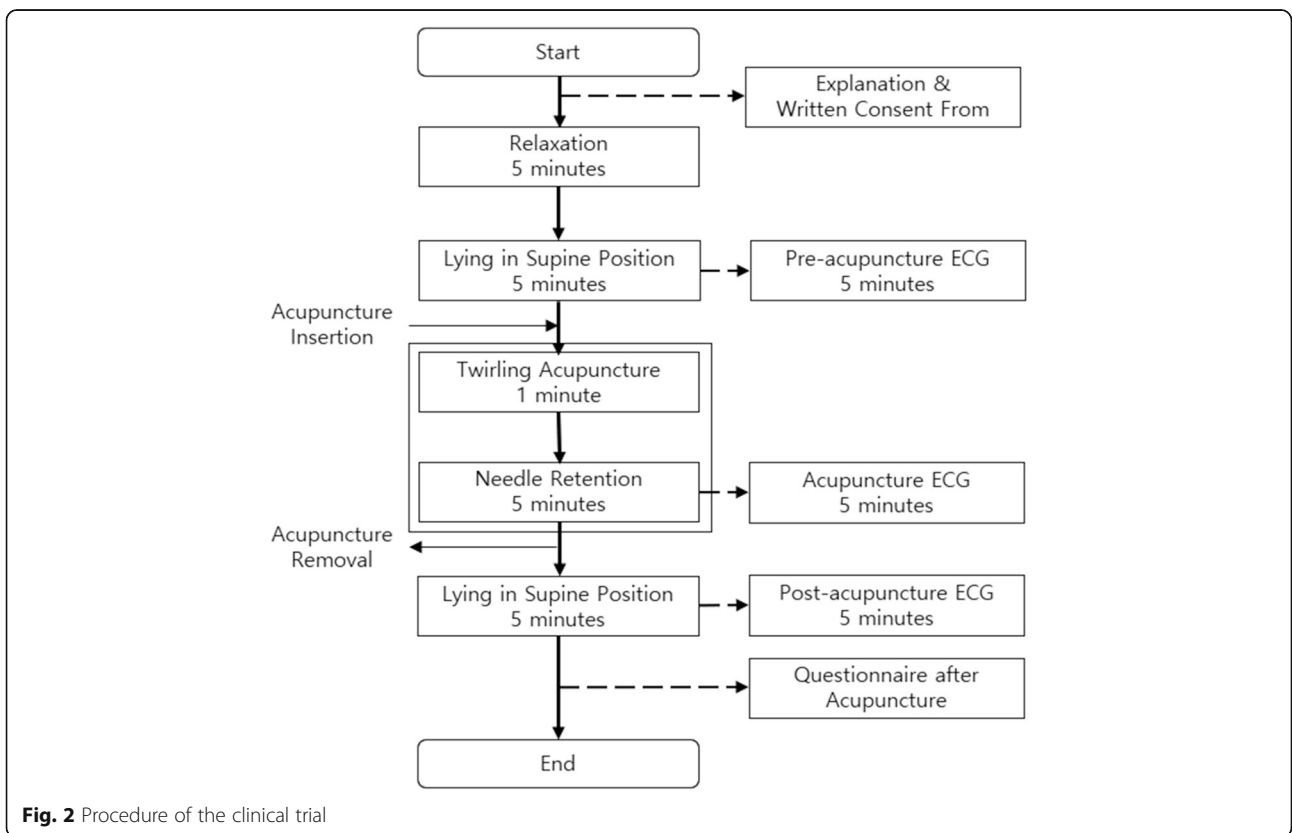 Start
Explanation &
Written Consent From
Relaxation
5 minutes
Lying in Supine Position
5 minutes
Pre-acupuncture ECG
5 minutes
Acupuncture
Insertion
Twirling Acupuncture
1 minute
Needle Retention
5 minutes
Acupuncture ECG
5 minutes
Acupuncture
Removal
Lying in Supine Position
5 minutes
Post-acupuncture ECG
5 minutes
Questionnaire after
Acupuncture
End
Fig. 2 Procedure of the clinical trial